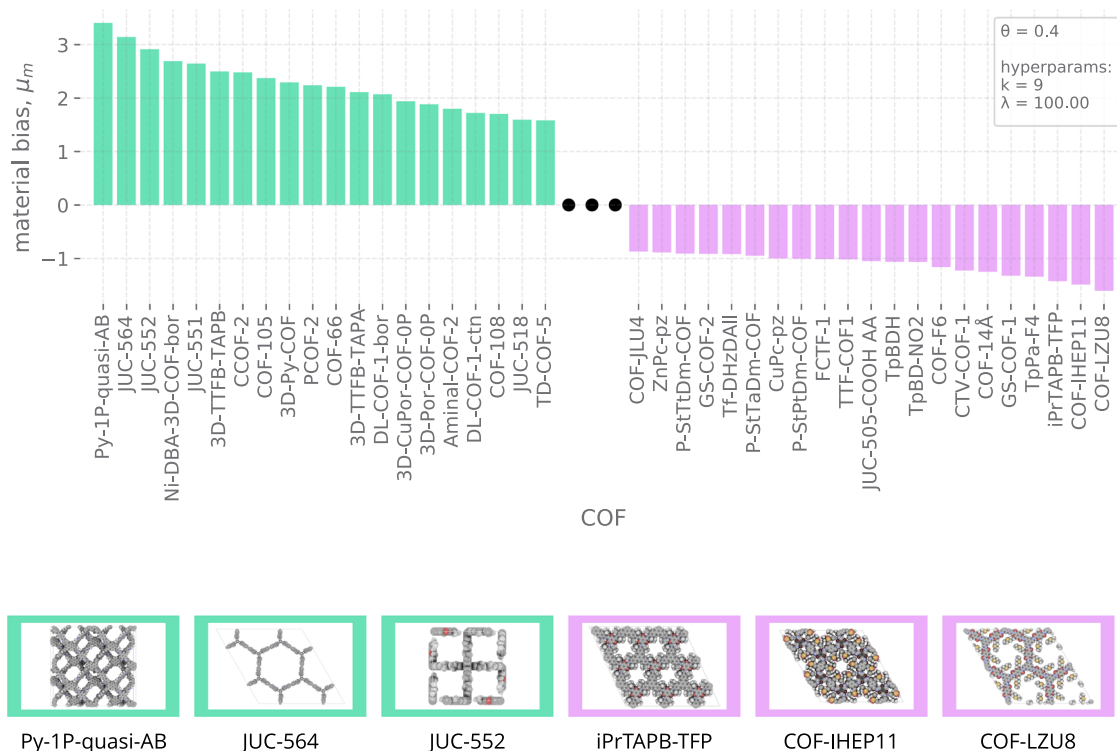 θ = 0.4
hyperparams:
k = 9
λ = 100.00
material bias, μm
3
2
1
0
−1
Py-1P-quasi-AB
JUC-564
JUC-552
Ni-DBA-3D-COF-bor
JUC-551
3D-TTFB-TAPB
CCOF-2
COF-105
3D-Py-COF
PCOF-2
COF-66
3D-TTFB-TAPA
DL-COF-1-bor
3D-CuPor-COF-0P
3D-Por-COF-0P
Aminal-COF-2
DL-COF-1-ctn
COF-108
JUC-518
TD-COF-5
COF-JLU4
ZnPc-pz
P-StTtDm-COF
GS-COF-2
Tf-DHzDAll
P-StTaDm-COF
CuPc-pz
P-StPtDm-COF
FCTF-1
TTF-COF1
JUC-505-COOH AA
TpBDH
TpBD-NO2
COF-F6
CTV-COF-1
COF-14Å
GS-COF-1
TpPa-F4
iPrTAPB-TFP
COF-IHEP11
COF-LZU8
COF
Py-1P-quasi-AB
JUC-564
JUC-552
iPrTAPB-TFP
COF-IHEP11
COF-LZU8